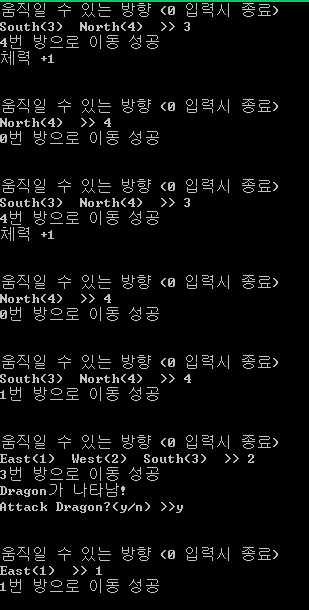 움직일 수 있는 방향 (0 입력시 종료)
South(3)  North(4)  >> 3
4번 방으로 이동 성공
체력 +1
움직일 수 있는 방향 (0 입력시 종료)
North(4)  >> 4
0번 방으로 이동 성공
움직일 수 있는 방향 (0 입력시 종료)
South(3)  North(4)  >> 3
4번 방으로 이동 성공
체력 +1
움직일 수 있는 방향 (0 입력시 종료)
North(4)  >> 4
0번 방으로 이동 성공
움직일 수 있는 방향 (0 입력시 종료)
South(3)  North(4)  >> 4
1번 방으로 이동 성공
움직일 수 있는 방향 (0 입력시 종료)
East(1)  West(2)  South(3)  >> 2
3번 방으로 이동 성공
Dragon가 나타남!
Attack Dragon?(y/n) >>y
움직일 수 있는 방향 (0 입력시 종료)
East(1)  >> 1
1번 방으로 이동 성공